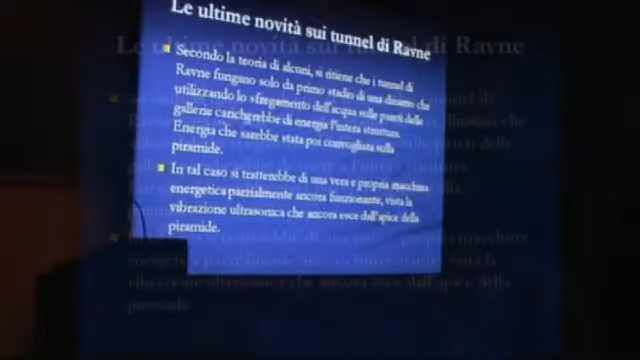 Le ultime novità sui tunnel di Ravne
Secondo la teoria di alcuni, si ritiene che i tunnel di
Ravne fungano solo da primo stadio di una dinamo che
utilizzando lo sfregamento dell'acqua sulle pareti delle
gallerie caricherebbe di energia l'intera struttura.
Energia che sarebbe stata poi convogliata sulla
piramide.
In tal caso si tratterebbe di una vera e propria macchina
energetica parzialmente ancora funzionante, vista la
vibrazione ultrasonica che ancora esce dall'apice della
piramide.